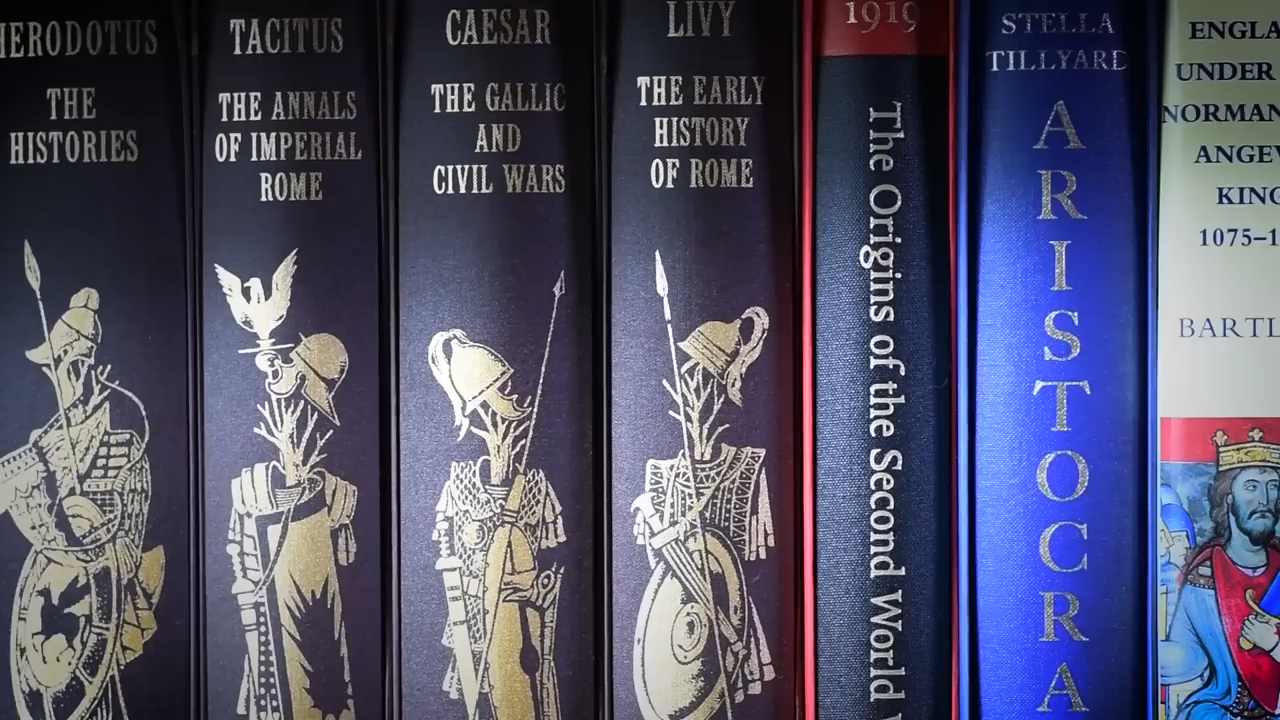 HERODOTUS
THE
HISTORIES
TACITUS
THE ANNALS
OF IMPERIAL
ROME
CAESAR
THE GALLIC
AND
CIVIL WARS
LIVY
THE EARLY
HISTORY
OF ROME
1919
The Origins of the Second World
STELLA
TILLYARD
ARISTOCRA
ENGLA
UNDER
NORMAN
ANGEV
KING
1075–1
BARTL